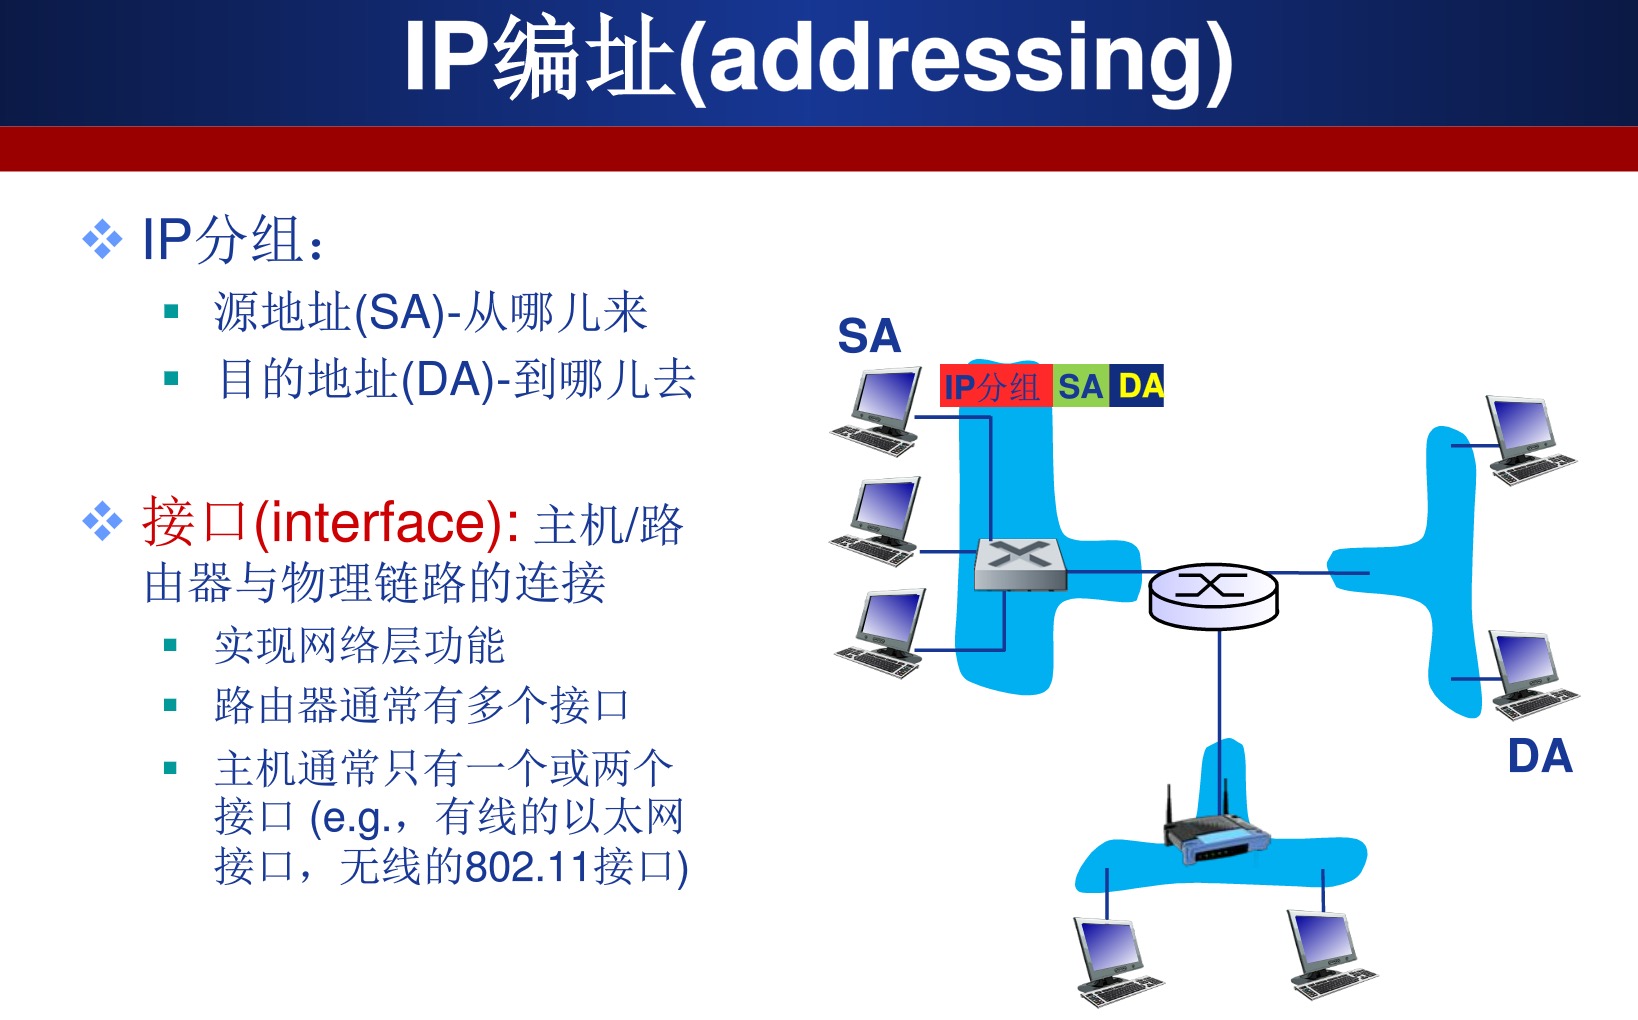 IP编址(addressing)
IP分组：
源地址(SA)-从哪儿来
目的地址(DA)-到哪儿去
接口(interface): 主机/路
由器与物理链路的连接
实现网络层功能
路由器通常有多个接口
主机通常只有一个或两个
接口 (e.g.，有线的以太网
接口，无线的802.11接口)
SA
IP分组 SA DA
DA